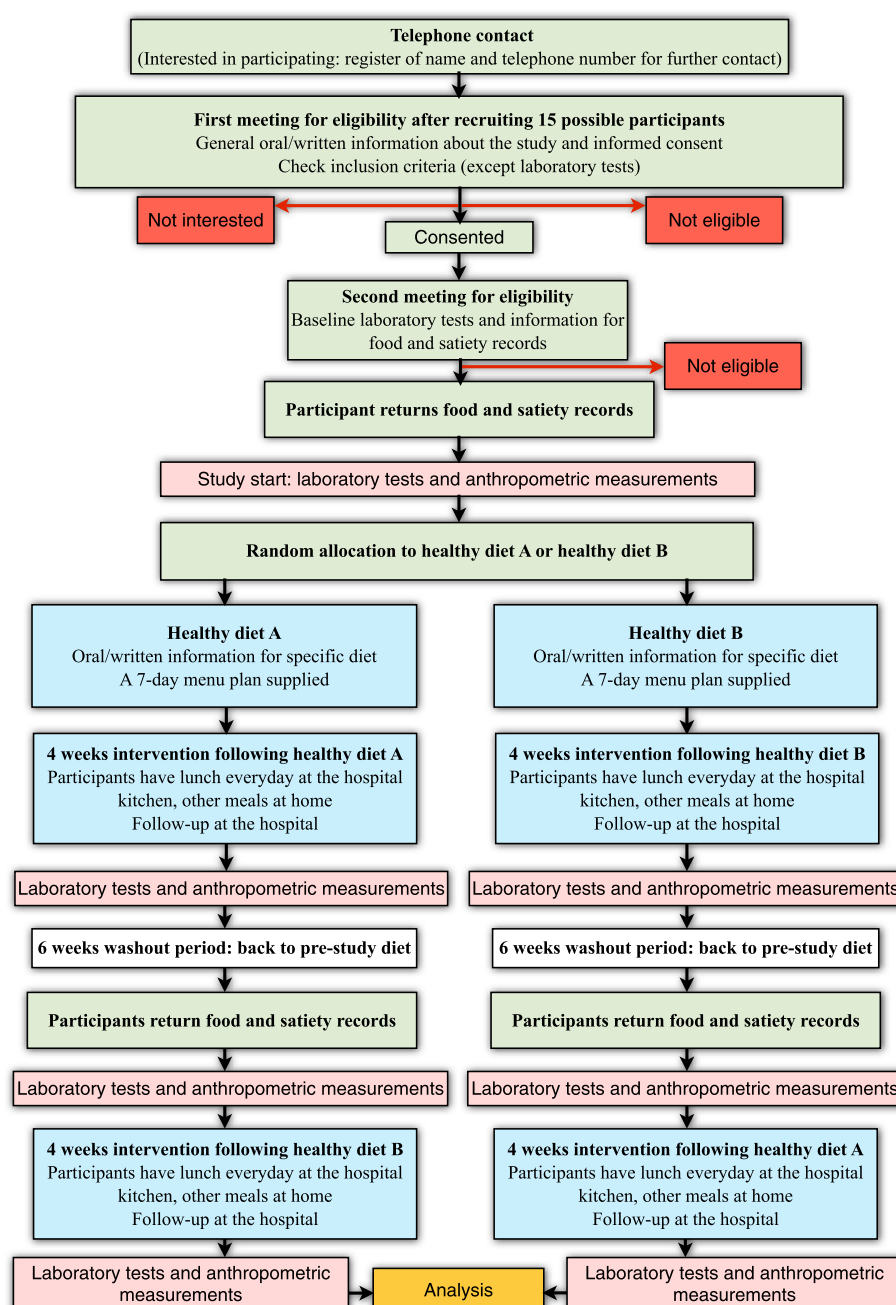 Telephone contact
(Interested in participating: register of name and telephone number for further contact)
First meeting for eligibility after recruiting 15 possible participants
General oral/written information about the study and informed consent
Check inclusion criteria (except laboratory tests)
Not interested
Not eligible
Consented
Second meeting for eligibility
Baseline laboratory tests and information for
food and satiety records
Not eligible
Participant returns food and satiety records
Study start: laboratory tests and anthropometric measurements
Random allocation to healthy diet A or healthy diet B
Healthy diet A
Oral/written information for specific diet
A 7-day menu plan supplied
Healthy diet B
Oral/written information for specific diet
A 7-day menu plan supplied
4 weeks intervention following healthy diet A
Participants have lunch everyday at the hospital
kitchen, other meals at home
Follow-up at the hospital
4 weeks intervention following healthy diet B
Participants have lunch everyday at the hospital
kitchen, other meals at home
Follow-up at the hospital
Laboratory tests and anthropometric measurements
Laboratory tests and anthropometric measurements
6 weeks washout period: back to pre-study diet
6 weeks washout period: back to pre-study diet
Participants return food and satiety records
Participants return food and satiety records
Laboratory tests and anthropometric measurements
Laboratory tests and anthropometric measurements
4 weeks intervention following healthy diet B
Participants have lunch everyday at the hospital
kitchen, other meals at home
Follow-up at the hospital
4 weeks intervention following healthy diet A
Participants have lunch everyday at the hospital
kitchen, other meals at home
Follow-up at the hospital
Laboratory tests and anthropometric
measurements
Analysis
Laboratory tests and anthropometric
measurements